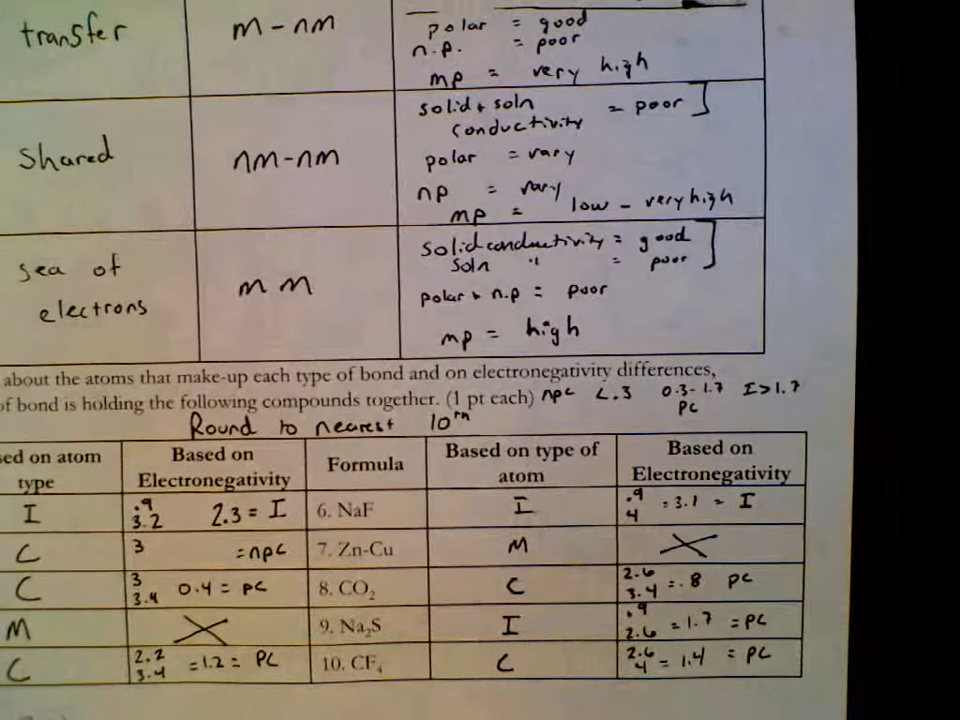 transfer
m - nm
polar = good
n.p. = poor
mp = very high
Shared
nm - nm
solid + soln
conductivity = poor
polar = vary
np = vary
mp = low - very high
sea of
electrons
m m
solid conductivity = good
soln " = poor
polar + n.p = poor
mp = high
about the atoms that make-up each type of bond and on electronegativity differences,
of bond is holding the following compounds together. (1 pt each) npc <.3 0.3-1.7 I>1.7
PC
Round to nearest 10th
sed on atom type
Based on Electronegativity
Formula
Based on type of atom
Based on Electronegativity
I
.9
3.2 2.3 = I
6. NaF
I
.9
4 = 3.1 = I
C
3 = npc
7. Zn-Cu
M
C
3
3.4 0.4 = PC
8. CO₂
C
2.6
3.4 = .8 PC
M
9. Na₂S
I
.9
2.6 = 1.7 = PC
C
2.2
3.4 = 1.2 = PC
10. CF₄
C
2.6
4 = 1.4 = PC